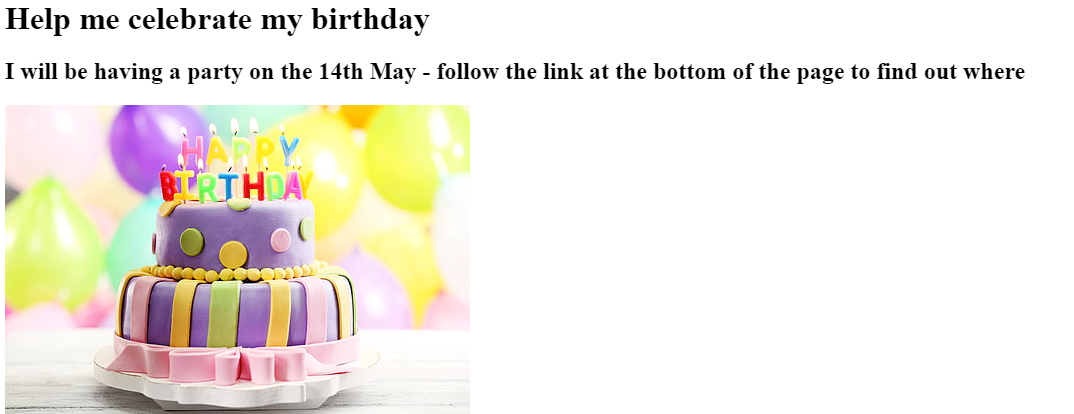 Help me celebrate my birthday
I will be having a party on the 14th May - follow the link at the bottom of the page to find out where
HAPPY
BIRTHDAY